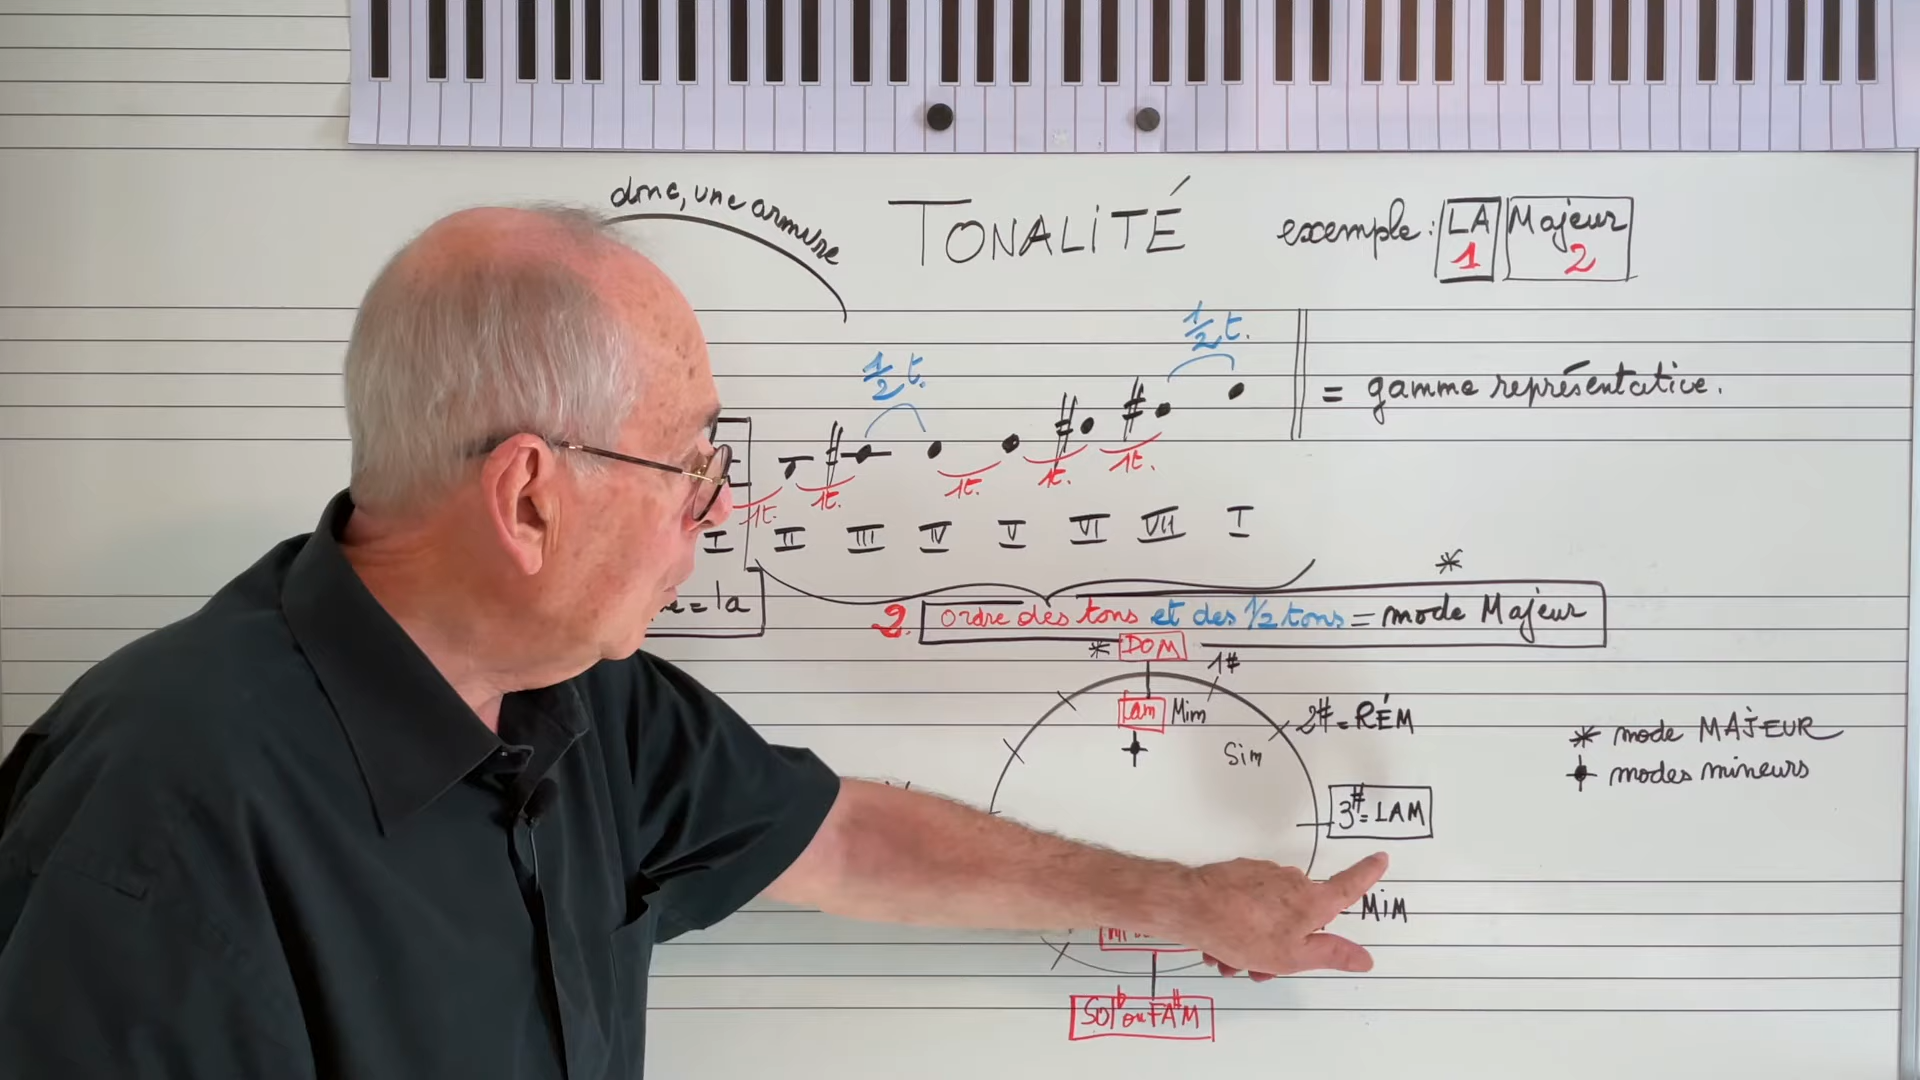 donc, une armure
TONALITÉ
exemple: LA Majeur
1 2
½ t. ½ t.
= gamme représentative.
1t. 1t. 1t. 1t. 1t.
I II III IV V VI VII I
= la
2. ordre des tons et des ½ tons = mode Majeur
*
* DOM
1#
Lam Mim
2# = RÉM
Sim
* mode MAJEUR
modes mineurs
3# = LAM
= MiM
SOl♭ ou FA#M